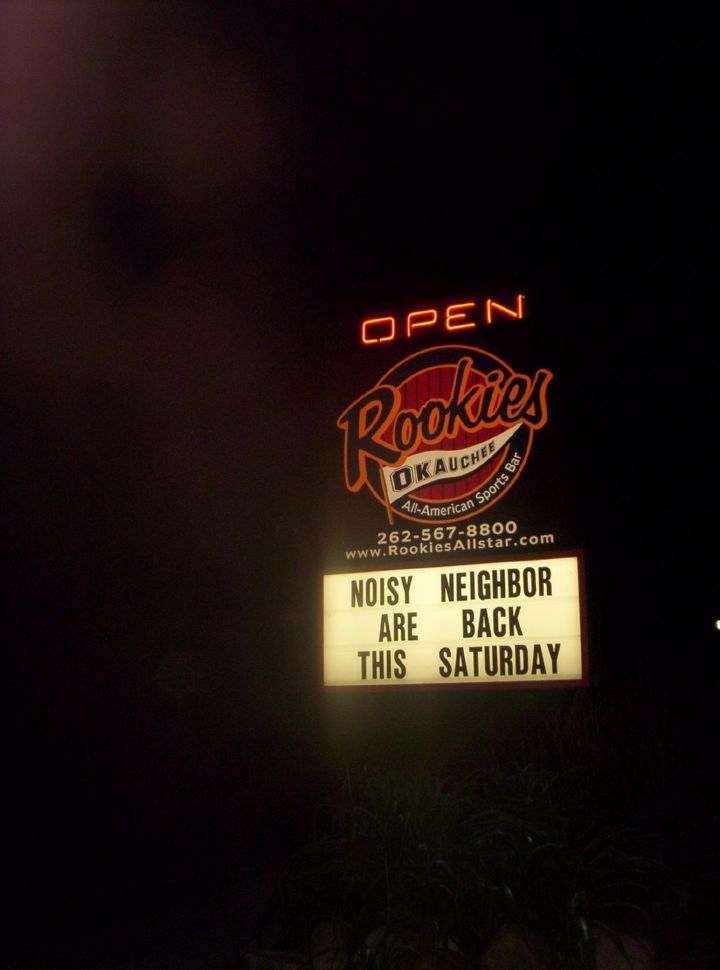 OPEN
Rookies
OKAUCHEE
All-American Sports Bar
262-567-8800
www.RookiesAllstar.com
NOISY NEIGHBOR
ARE BACK
THIS SATURDAY